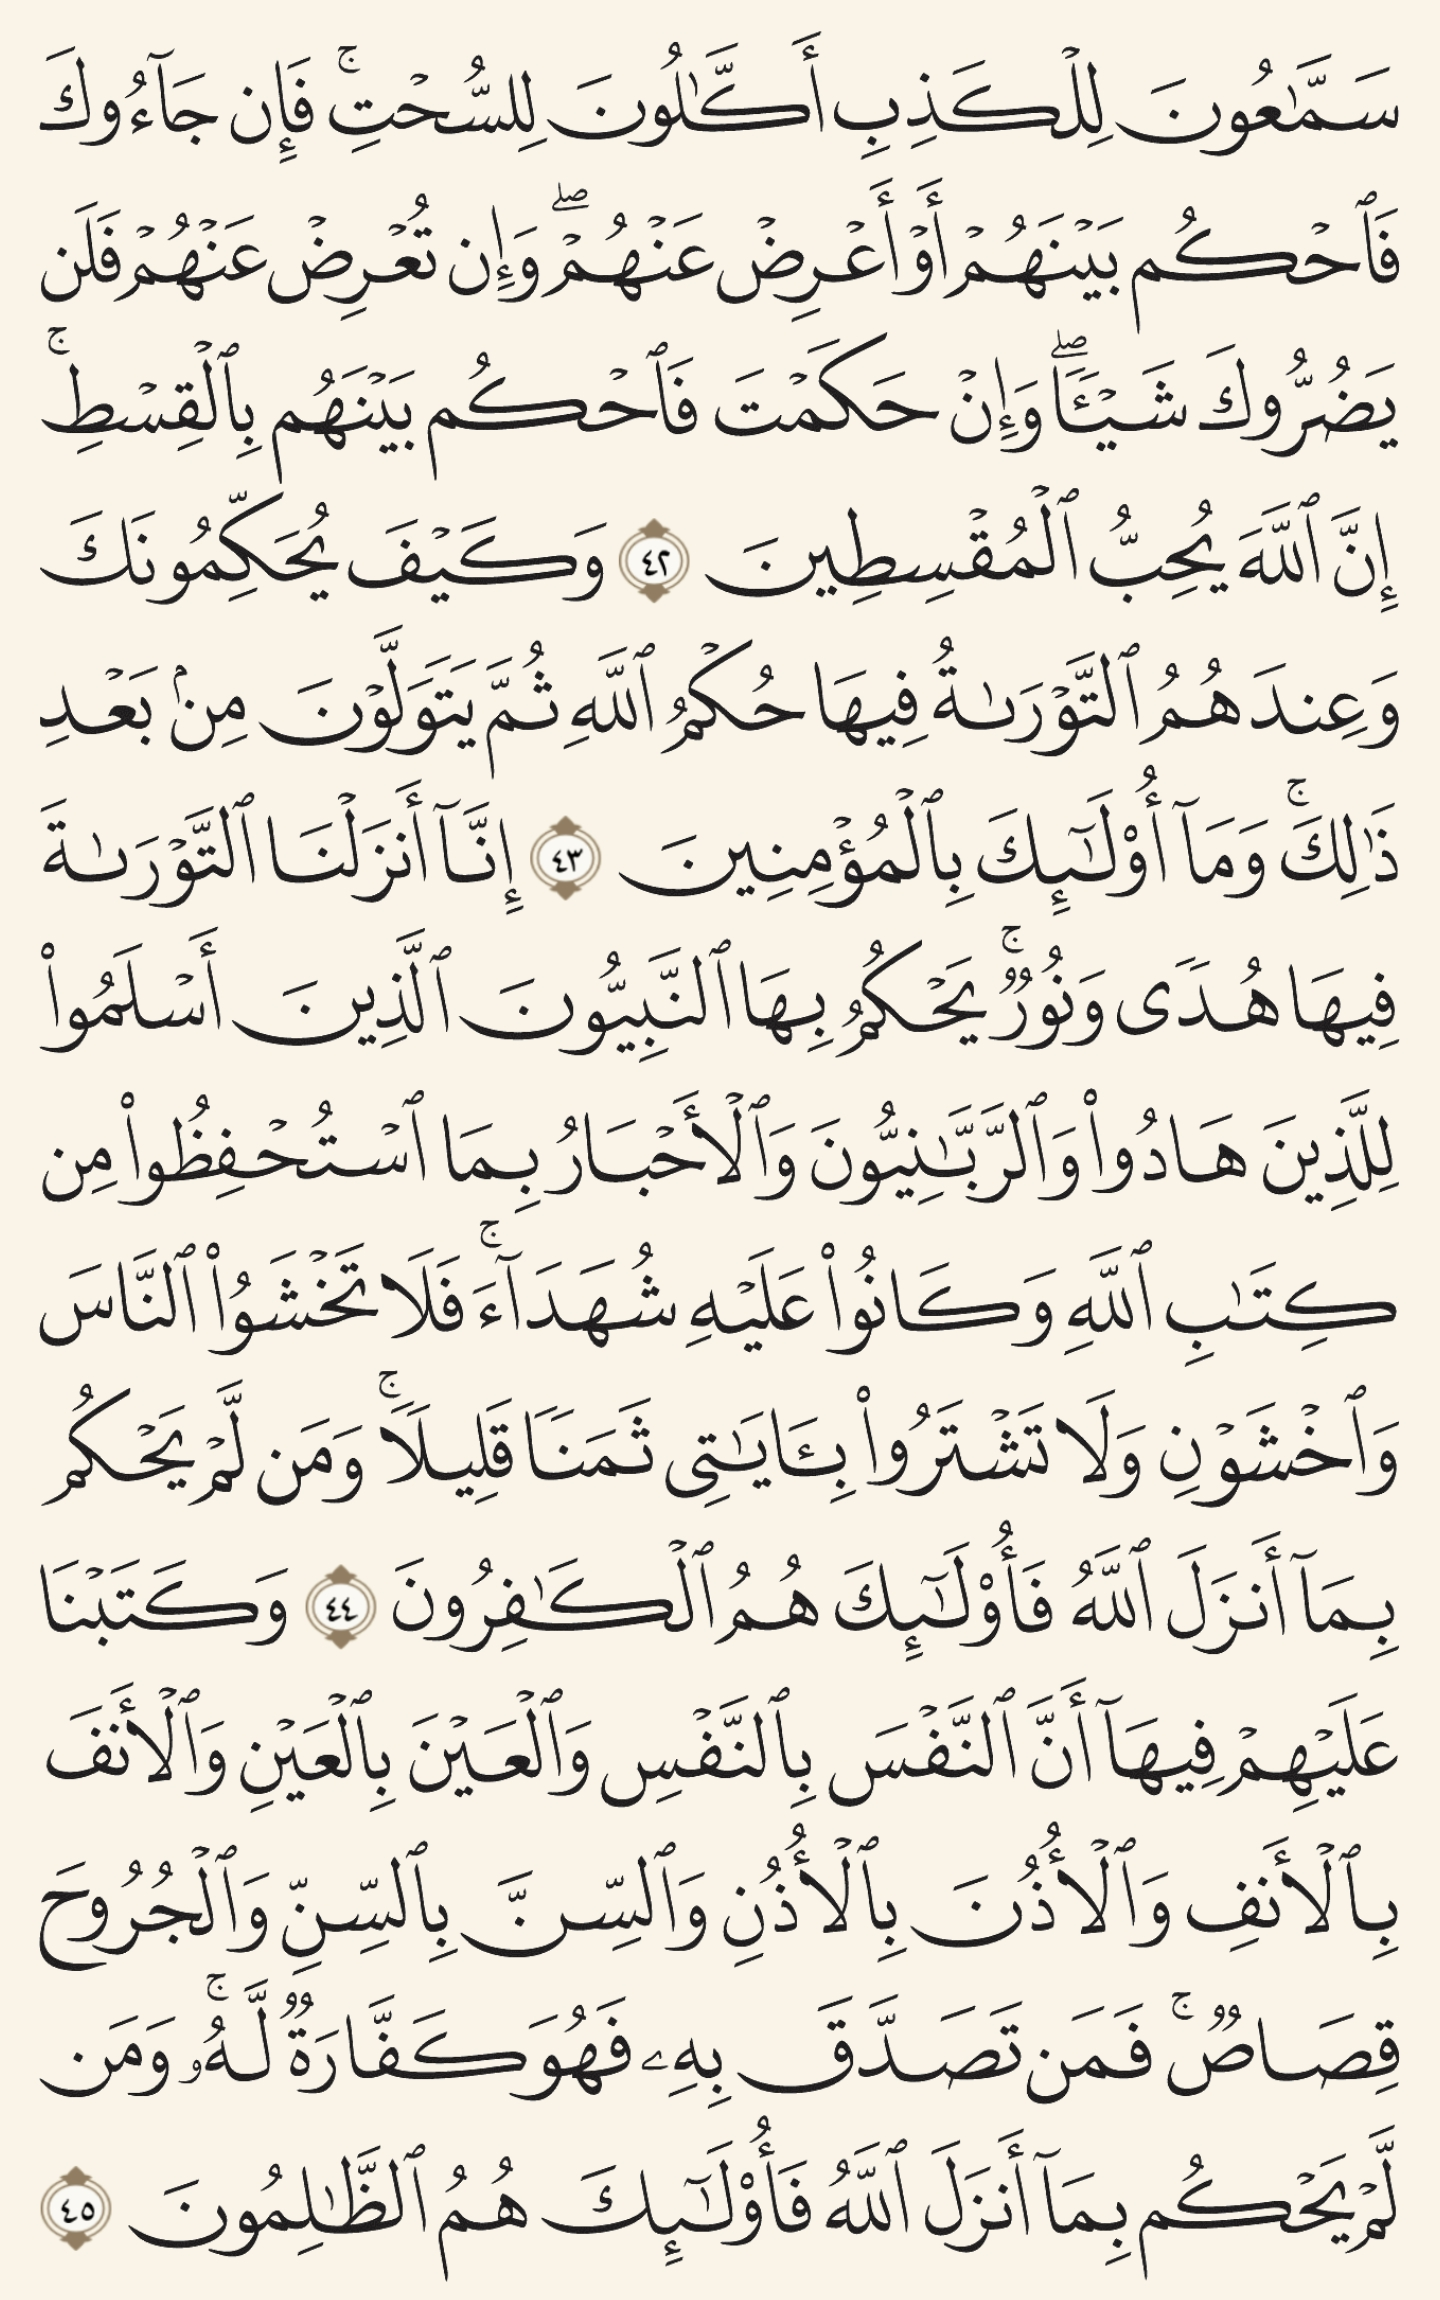 سَمَّٰعُونَ لِلۡكَذِبِ أَكَّٰلُونَ لِلسُّحۡتِۚ فَإِن جَآءُوكَ
فَٱحۡكُم بَيۡنَهُمۡ أَوۡ أَعۡرِضۡ عَنۡهُمۡۖ وَإِن تُعۡرِضۡ عَنۡهُمۡ فَلَن
يَضُرُّوكَ شَيۡـٔٗاۖ وَإِنۡ حَكَمۡتَ فَٱحۡكُم بَيۡنَهُم بِٱلۡقِسۡطِۚ
إِنَّ ٱللَّهَ يُحِبُّ ٱلۡمُقۡسِطِينَ ٤٢ وَكَيۡفَ يُحَكِّمُونَكَ
وَعِندَهُمُ ٱلتَّوۡرَىٰةُ فِيهَا حُكۡمُ ٱللَّهِ ثُمَّ يَتَوَلَّوۡنَ مِنۢ بَعۡدِ
ذَٰلِكَۚ وَمَآ أُوْلَـٰٓئِكَ بِٱلۡمُؤۡمِنِينَ ٤٣ إِنَّآ أَنزَلۡنَا ٱلتَّوۡرَىٰةَ
فِيهَا هُدٗى وَنُورٞۚ يَحۡكُمُ بِهَا ٱلنَّبِيُّونَ ٱلَّذِينَ أَسۡلَمُواْ
لِلَّذِينَ هَادُواْ وَٱلرَّبَّـٰنِيُّونَ وَٱلۡأَحۡبَارُ بِمَا ٱسۡتُحۡفِظُواْ مِن
كِتَٰبِ ٱللَّهِ وَكَانُواْ عَلَيۡهِ شُهَدَآءَۚ فَلَا تَخۡشَوُاْ ٱلنَّاسَ
وَٱخۡشَوۡنِ وَلَا تَشۡتَرُواْ بِـَٔايَٰتِى ثَمَنٗا قَلِيلٗاۚ وَمَن لَّمۡ يَحۡكُم
بِمَآ أَنزَلَ ٱللَّهُ فَأُوْلَـٰٓئِكَ هُمُ ٱلۡكَٰفِرُونَ ٤٤ وَكَتَبۡنَا
عَلَيۡهِمۡ فِيهَآ أَنَّ ٱلنَّفۡسَ بِٱلنَّفۡسِ وَٱلۡعَيۡنَ بِٱلۡعَيۡنِ وَٱلۡأَنفَ
بِٱلۡأَنفِ وَٱلۡأُذُنَ بِٱلۡأُذُنِ وَٱلسِّنَّ بِٱلسِّنِّ وَٱلۡجُرُوحَ
قِصَاصٞۚ فَمَن تَصَدَّقَ بِهِۦ فَهُوَ كَفَّارَةٞ لَّهُۥۚ وَمَن
لَّمۡ يَحۡكُم بِمَآ أَنزَلَ ٱللَّهُ فَأُوْلَـٰٓئِكَ هُمُ ٱلظَّٰلِمُونَ ٤٥